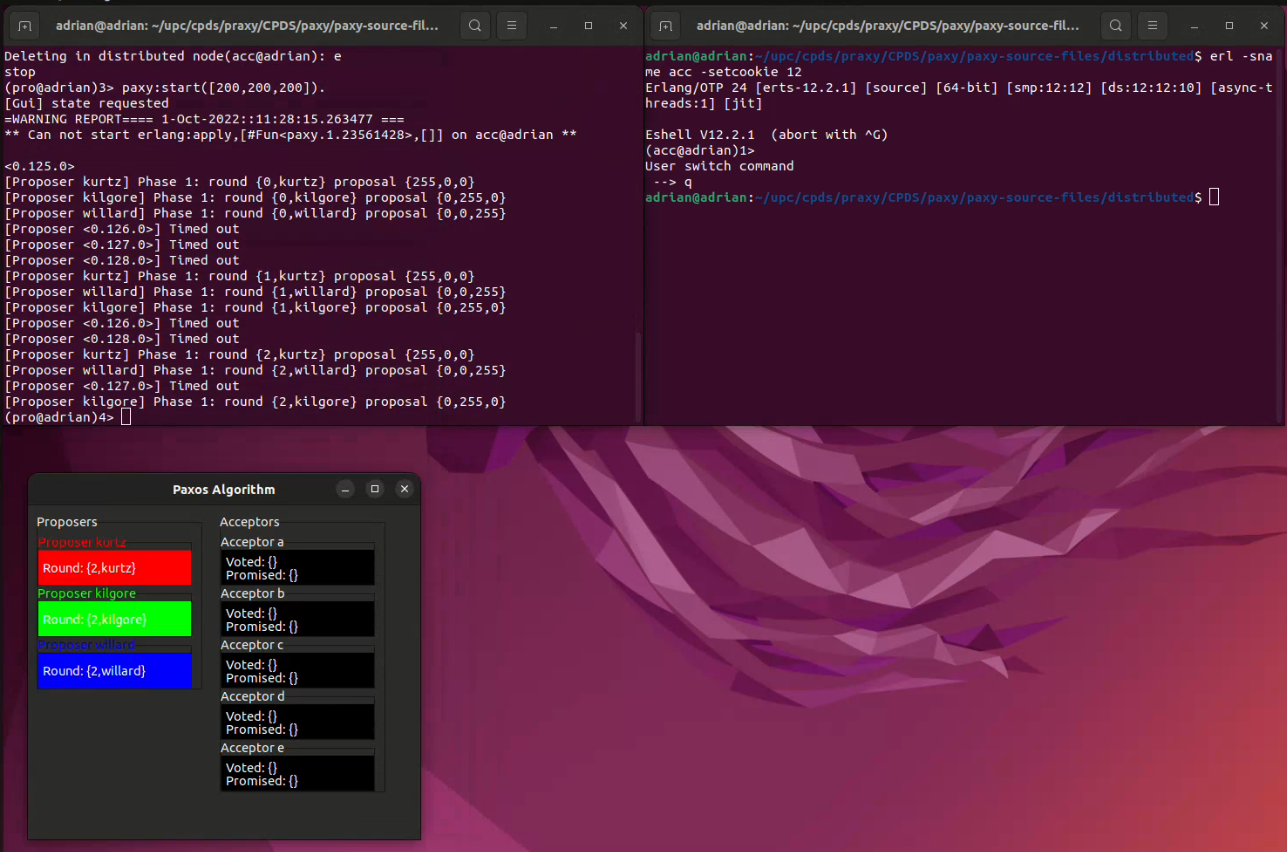 adrian@adrian: ~/upc/cpds/praxy/CPDS/paxy/paxy-source-fil...
Deleting in distributed node(acc@adrian): e
stop
(pro@adrian)3> paxy:start([200,200,200]).
[Gui] state requested
=WARNING REPORT==== 1-Oct-2022::11:28:15.263477 ===
** Can not start erlang:apply,[#Fun<paxy.1.23561428>,[]] on acc@adrian **
<0.125.0>
[Proposer kurtz] Phase 1: round {0,kurtz} proposal {255,0,0}
[Proposer kilgore] Phase 1: round {0,kilgore} proposal {0,255,0}
[Proposer willard] Phase 1: round {0,willard} proposal {0,0,255}
[Proposer <0.126.0>] Timed out
[Proposer <0.127.0>] Timed out
[Proposer <0.128.0>] Timed out
[Proposer kurtz] Phase 1: round {1,kurtz} proposal {255,0,0}
[Proposer willard] Phase 1: round {1,willard} proposal {0,0,255}
[Proposer kilgore] Phase 1: round {1,kilgore} proposal {0,255,0}
[Proposer <0.126.0>] Timed out
[Proposer <0.128.0>] Timed out
[Proposer kurtz] Phase 1: round {2,kurtz} proposal {255,0,0}
[Proposer willard] Phase 1: round {2,willard} proposal {0,0,255}
[Proposer <0.127.0>] Timed out
[Proposer kilgore] Phase 1: round {2,kilgore} proposal {0,255,0}
(pro@adrian)4>
adrian@adrian: ~/upc/cpds/praxy/CPDS/paxy/paxy-source-fil...
adrian@adrian:~/upc/cpds/praxy/CPDS/paxy/paxy-source-files/distributed$ erl -sna
me acc -setcookie 12
Erlang/OTP 24 [erts-12.2.1] [source] [64-bit] [smp:12:12] [ds:12:12:10] [async-t
hreads:1] [jit]
Eshell V12.2.1  (abort with ^G)
(acc@adrian)1>
User switch command
 --> q
adrian@adrian:~/upc/cpds/praxy/CPDS/paxy/paxy-source-files/distributed$
Paxos Algorithm
Proposers
Proposer kurtz
Round: {2,kurtz}
Proposer kilgore
Round: {2,kilgore}
Proposer willard
Round: {2,willard}
Acceptors
Acceptor a
Voted: {}
Promised: {}
Acceptor b
Voted: {}
Promised: {}
Acceptor c
Voted: {}
Promised: {}
Acceptor d
Voted: {}
Promised: {}
Acceptor e
Voted: {}
Promised: {}